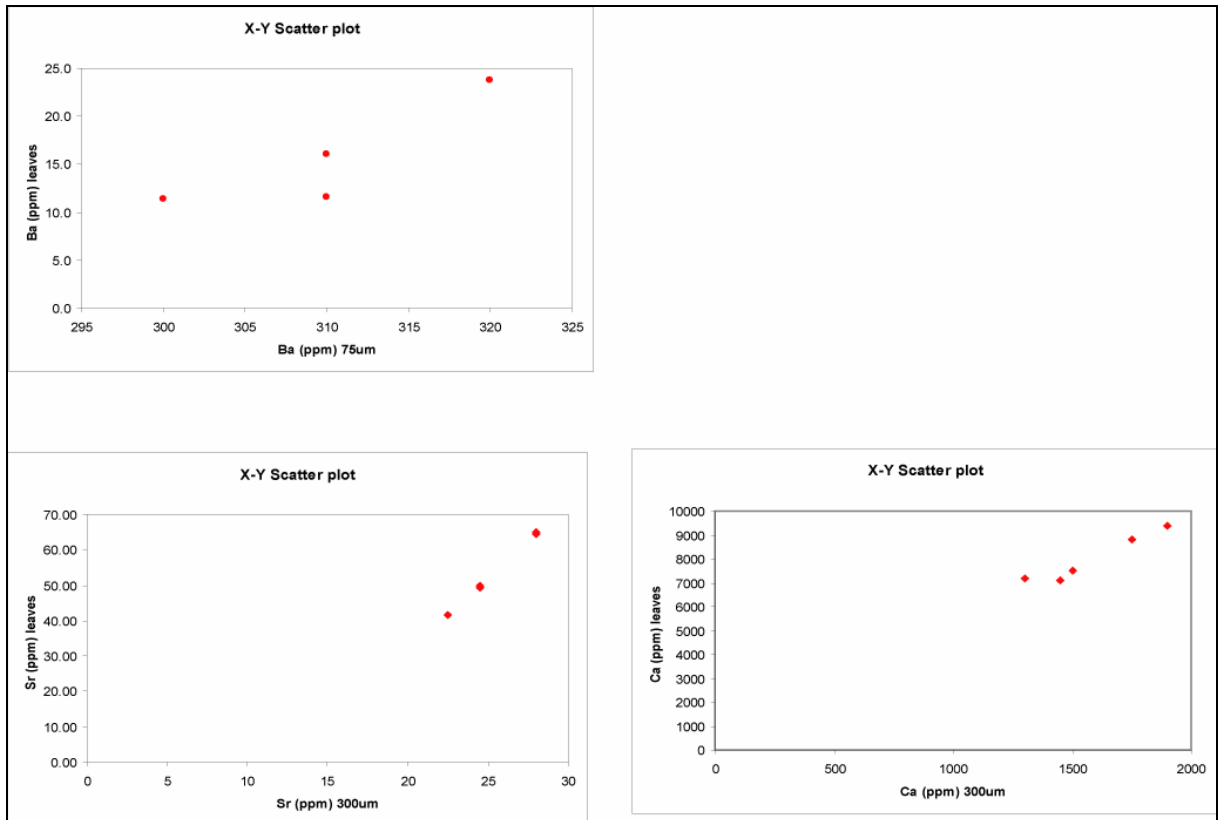 X-Y Scatter plot
25.0
20.0
15.0
10.0
5.0
0.0
Ba (ppm) leaves
295 300 305 310 315 320 325
Ba (ppm) 75um
X-Y Scatter plot
70.00
60.00
50.00
40.00
30.00
20.00
10.00
0.00
Sr (ppm) leaves
0 5 10 15 20 25 30
Sr (ppm) 300um
X-Y Scatter plot
10000
9000
8000
7000
6000
5000
4000
3000
2000
1000
0
Ca (ppm) leaves
0 500 1000 1500 2000
Ca (ppm) 300um